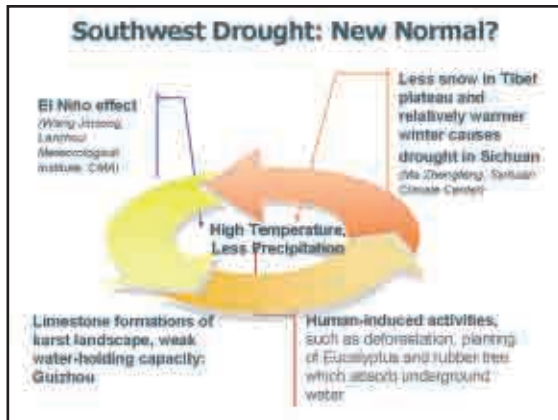 Southwest Drought: New Normal?
El Niño effect
(Wang Jinsong,
Lanzhou
Meteorological
Institute, CMA)
Less snow in Tibet
plateau and
relatively warmer
winter causes
drought in Sichuan
(Ma Zhenfeng, Sichuan
Climate Center)
High Temperature,
Less Precipitation
Limestone formations of
karst landscape, weak
water-holding capacity:
Guizhou
Human-induced activities,
such as deforestation, planting
of Eucalyptus and rubber tree
which absorb underground
water